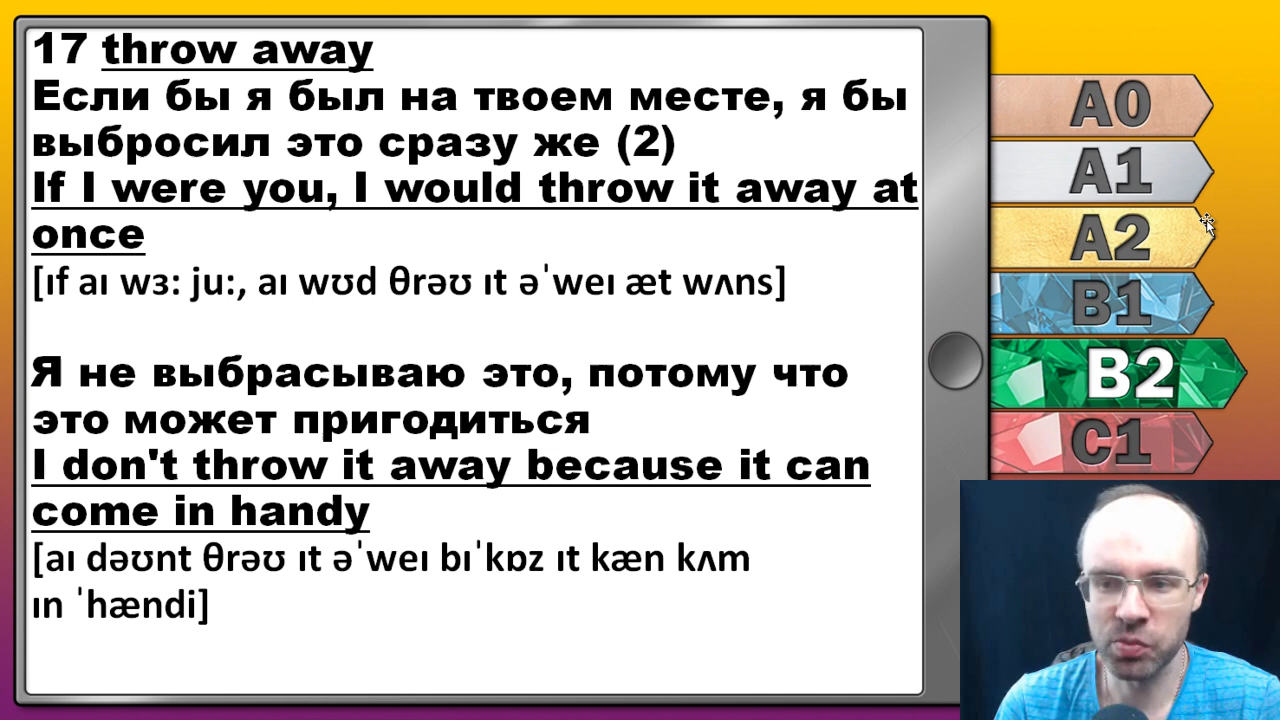 17 throw away
Если бы я был на твоем месте, я бы
выбросил это сразу же (2)
If I were you, I would throw it away at
once
[ɪf aɪ wɜ: ju:, aɪ wʊd θrəʊ ɪt əˈweɪ æt wʌns]
Я не выбрасываю это, потому что
это может пригодиться
I don't throw it away because it can
come in handy
[aɪ dəʊnt θrəʊ ɪt əˈweɪ bɪˈkɒz ɪt kæn kʌm
ɪn ˈhændi]
A0
A1
A2
B1
B2
C1